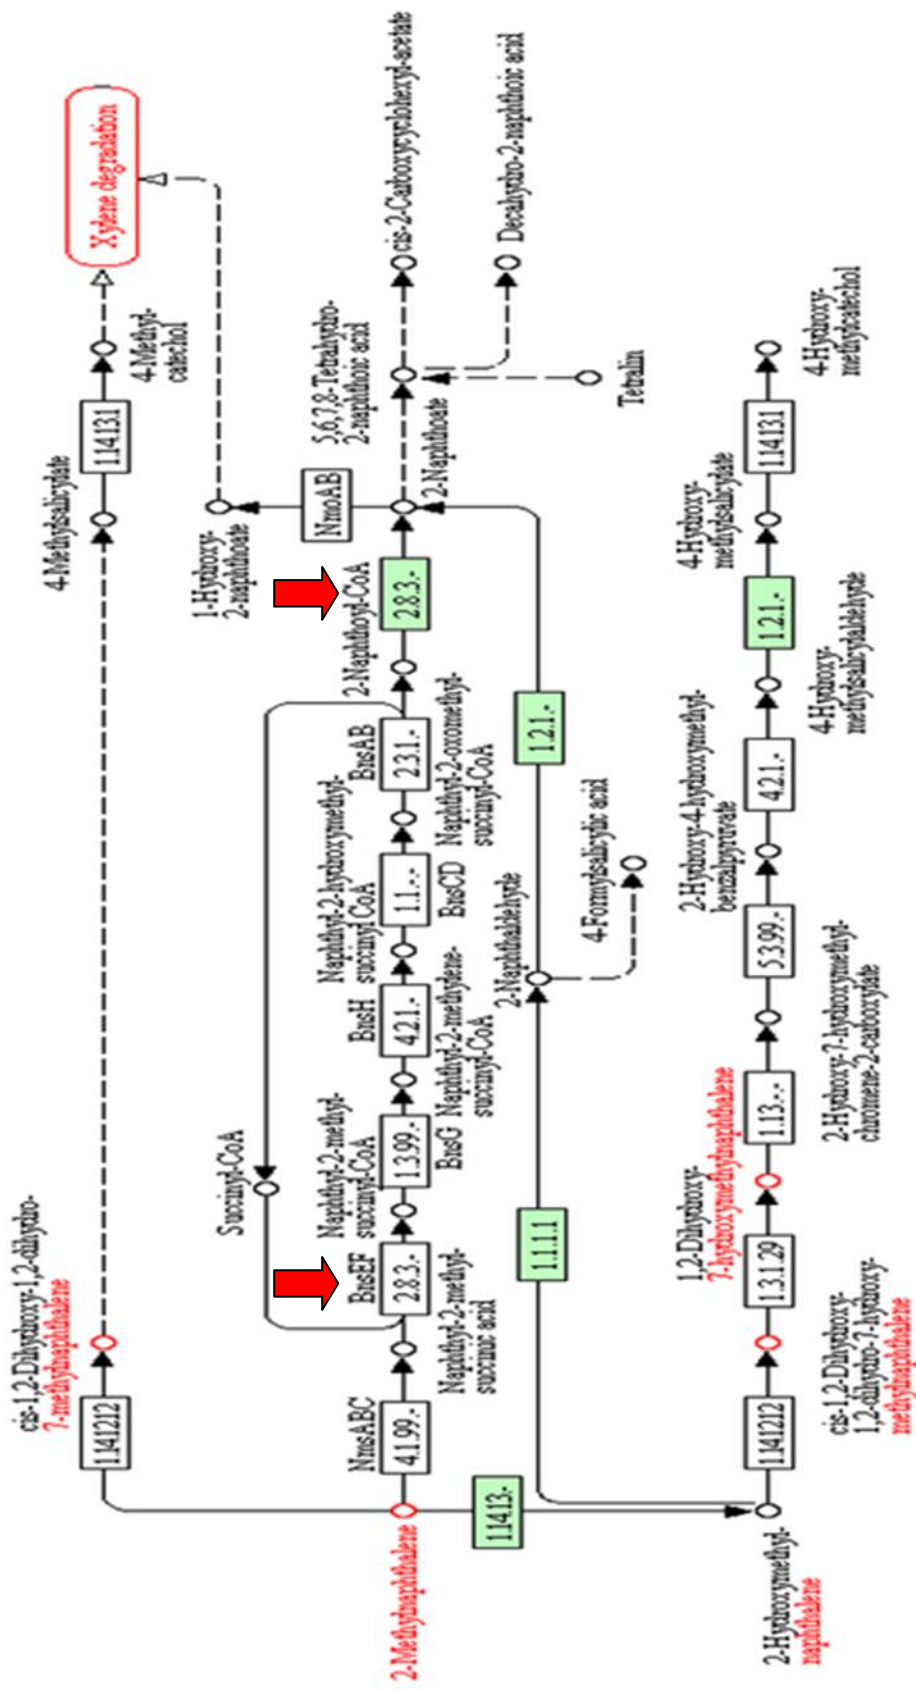 cis-1,2-Dihydroxy-1,2-dihydro-
7-methylnaphthalene
1.14.12.12
4-Methylsalicylate
1.14.13.1
4-Methyl-
catechol
Xylene degradation
1-Hydroxy-
2-naphthoate
NmoAB
2-Methylnaphthalene
NmsABC
4.1.99.-
Naphthyl-2-methyl-
succinic acid
BnsEF
2.8.3.-
Succinyl-CoA
Naphthyl-2-methyl-
succinyl-CoA
1.3.99.-
BnsG
Naphthyl-2-methylene-
succinyl-CoA
BnsH
4.2.1.-
Naphthyl-2-hydroxymethyl-
succinyl CoA
1.1.-.-
BnsCD
Naphthyl-2-oxomethyl-
succinyl-CoA
BnsAB
2.3.1.-
2-Naphthoyl-CoA
2.8.3.-
2-Naphthoate
5,6,7,8-Tetrahydro-
2-naphthoic acid
cis-2-Carboxycyclohexyl-acetate
Decahydro-2-naphthoic acid
Tetralin
1.14.13.-
1.1.1.1
2-Naphthaldehyde
1.2.1.-
4-Formylsalicylic acid
2-Hydroxymethyl-
naphthalene
1.14.12.12
cis-1,2-Dihydroxy-
1,2-dihydro-7-hydroxy-
methylnaphthalene
1.3.1.29
1,2-Dihydroxy-
7-hydroxymethylnaphthalene
1.13.-.-
2-Hydroxy-7-hydroxymethyl-
chromene-2-carboxylate
5.3.99.-
2-Hydroxy-4-hydroxymethyl-
benzalpyruvate
4.2.1.-
4-Hydroxy-
methylsalicylaldehyde
1.2.1.-
4-Hydroxy-
methylsalicylate
1.14.13.1
4-Hydroxy-
methylcatechol